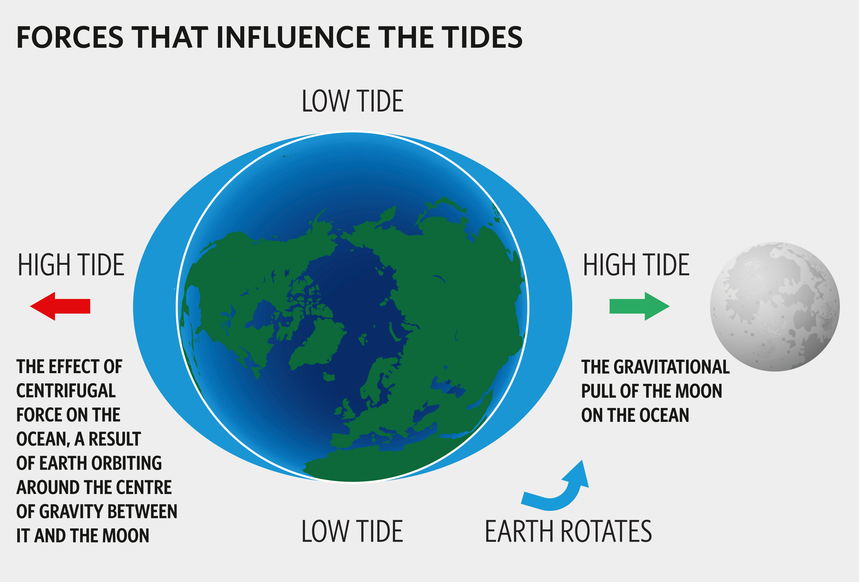 FORCES THAT INFLUENCE THE TIDES
LOW TIDE
HIGH TIDE
HIGH TIDE
THE EFFECT OF
CENTRIFUGAL
FORCE ON THE
OCEAN, A RESULT
OF EARTH ORBITING
AROUND THE CENTRE
OF GRAVITY BETWEEN
IT AND THE MOON
THE GRAVITATIONAL
PULL OF THE MOON
ON THE OCEAN
LOW TIDE
EARTH ROTATES